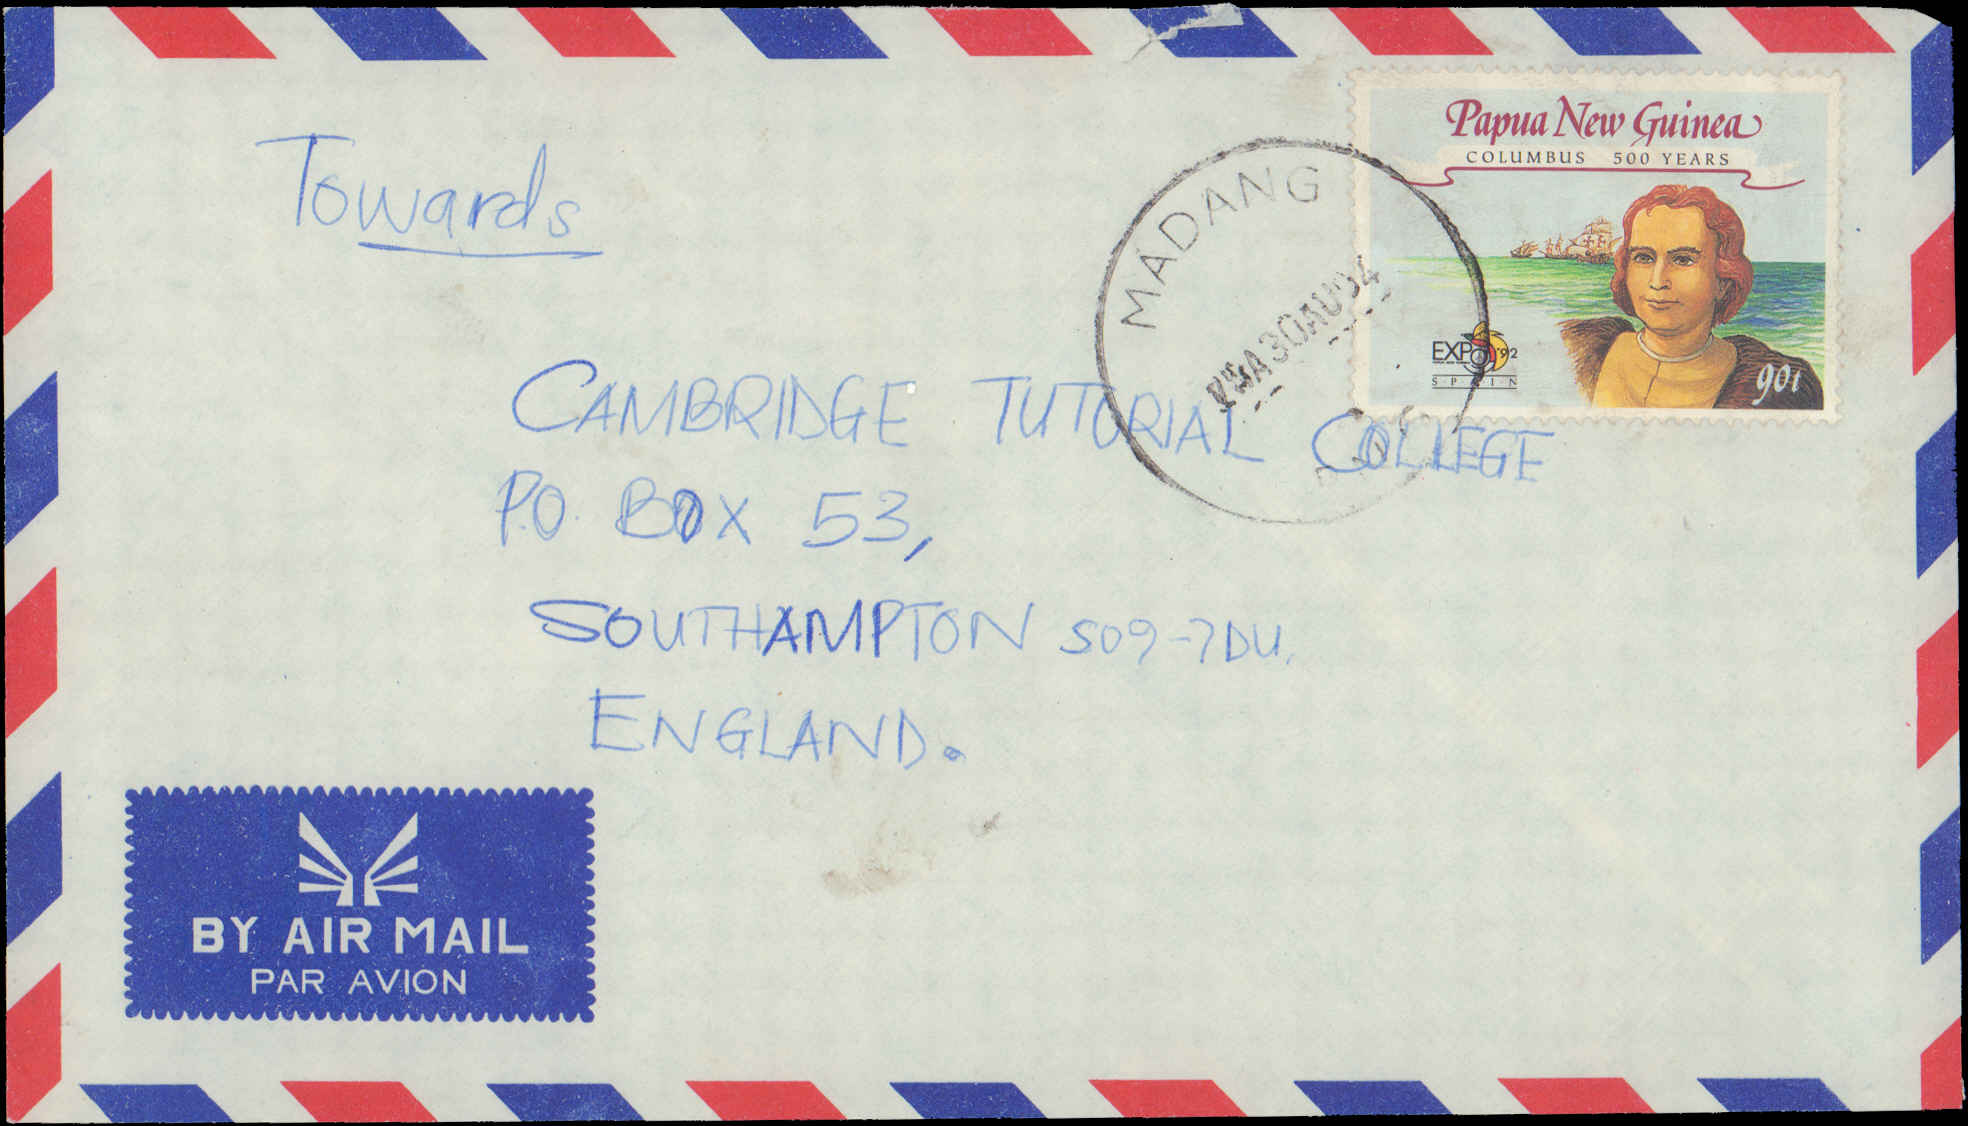 Papua New Guinea
COLUMBUS 500 YEARS
EXPO '92
SPAIN
90t
MADANG
30AU94
Towards
CAMBRIDGE TUTORIAL COLLEGE
P.O. BOX 53,
SOUTHAMPTON SO9-7DU.
ENGLAND.
BY AIR MAIL
PAR AVION